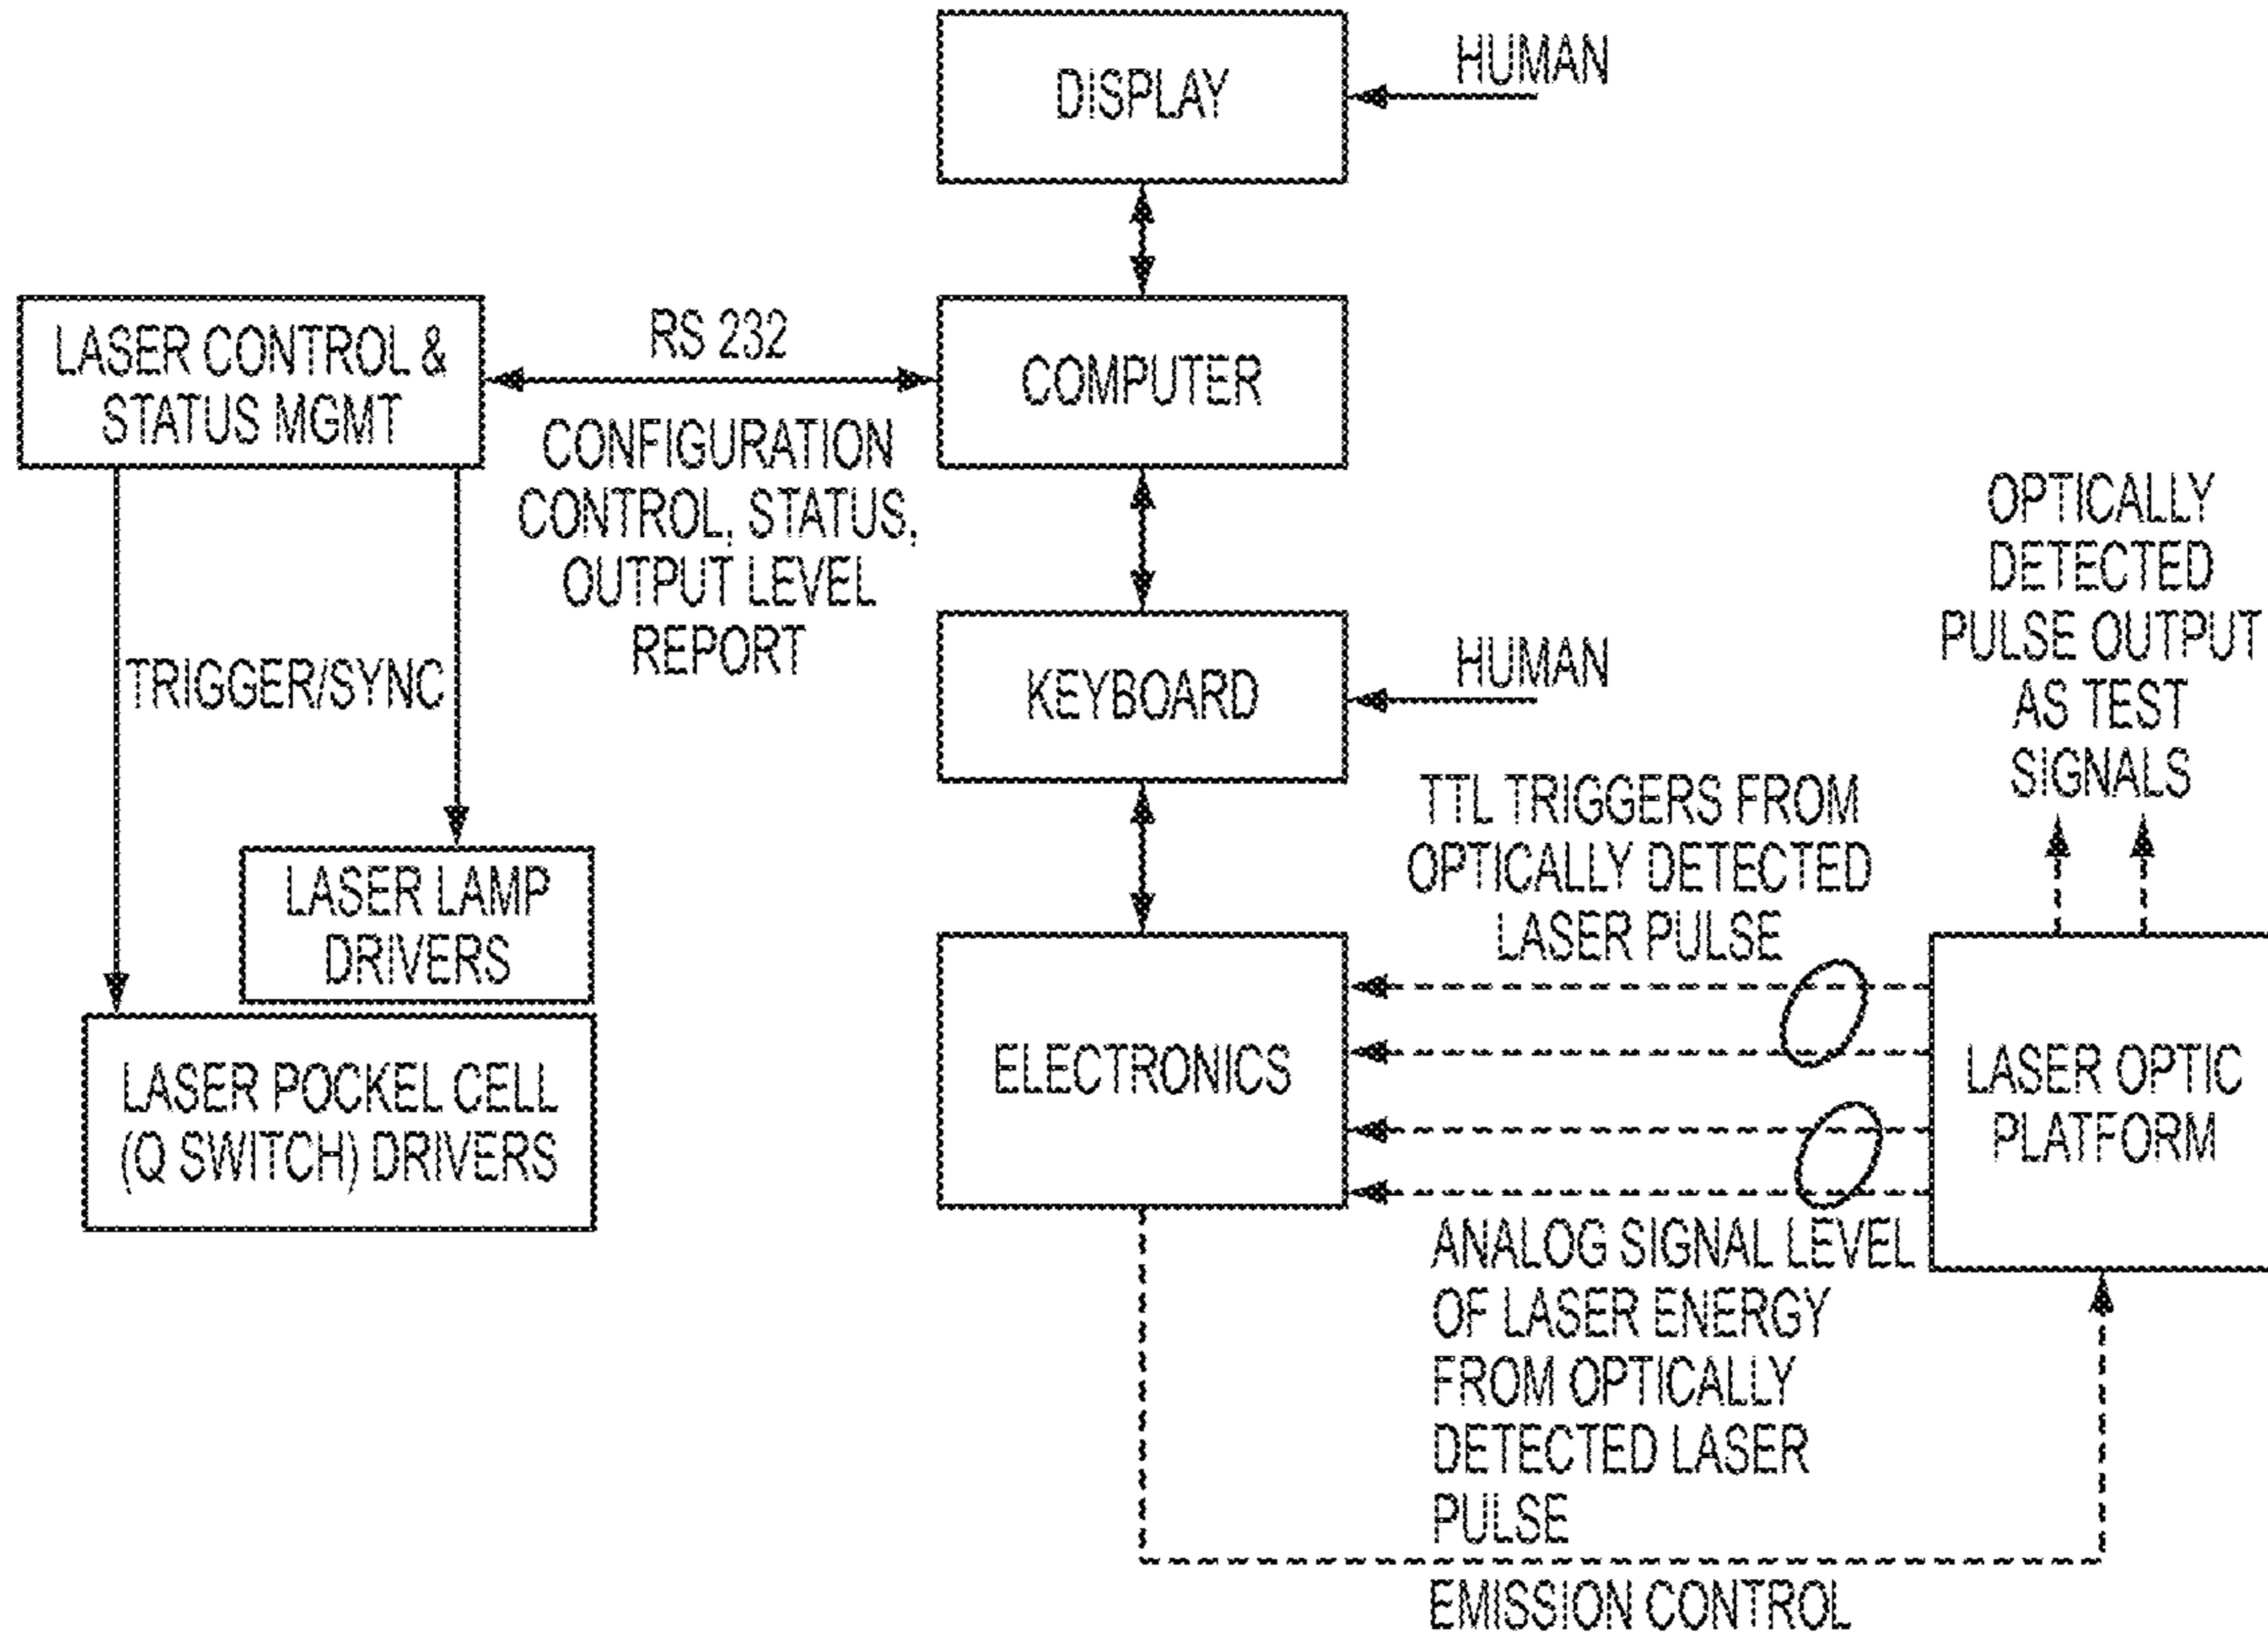 DISPLAY
HUMAN
LASER CONTROL &
STATUS MGMT
RS 232
COMPUTER
CONFIGURATION
CONTROL, STATUS,
OUTPUT LEVEL
REPORT
TRIGGER/SYNC
KEYBOARD
HUMAN
OPTICALLY
DETECTED
PULSE OUTPUT
AS TEST
SIGNALS
TTL TRIGGERS FROM
OPTICALLY DETECTED
LASER PULSE
LASER LAMP
DRIVERS
LASER POCKEL CELL
(Q SWITCH) DRIVERS
ELECTRONICS
LASER OPTIC
PLATFORM
ANALOG SIGNAL LEVEL
OF LASER ENERGY
FROM OPTICALLY
DETECTED LASER
PULSE
EMISSION CONTROL